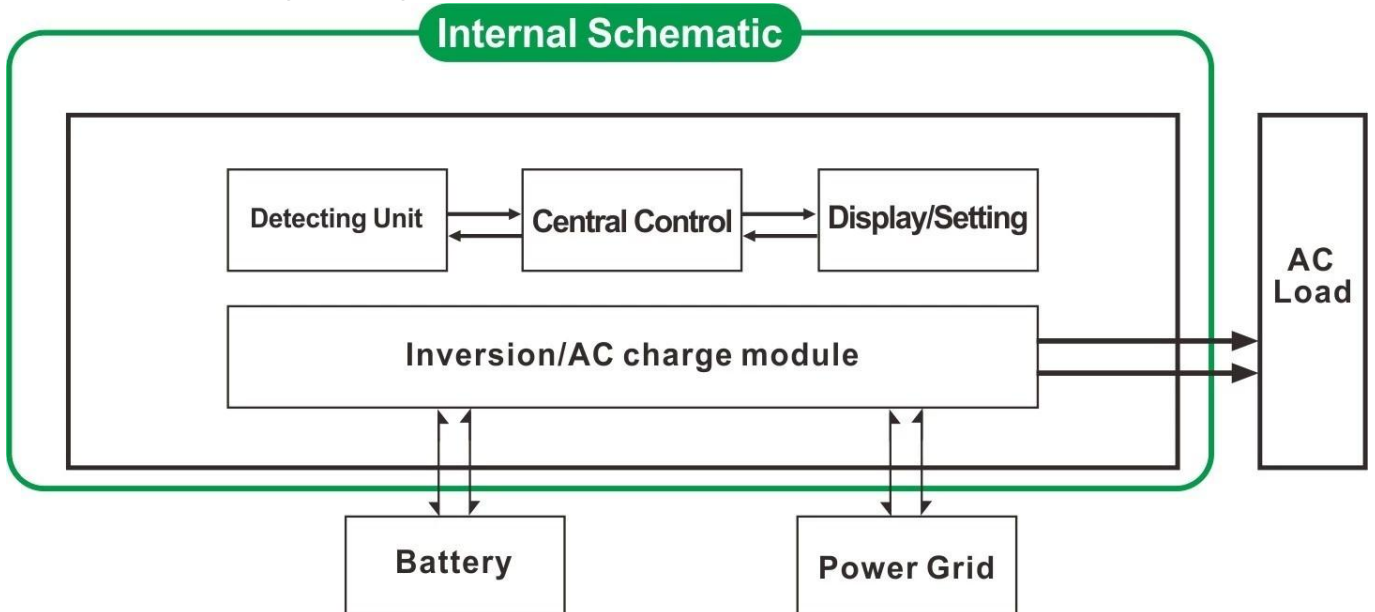 Internal Schematic
Detecting Unit
Central Control
Display/Setting
AC
Load
Inversion/AC charge module
Battery
Power Grid